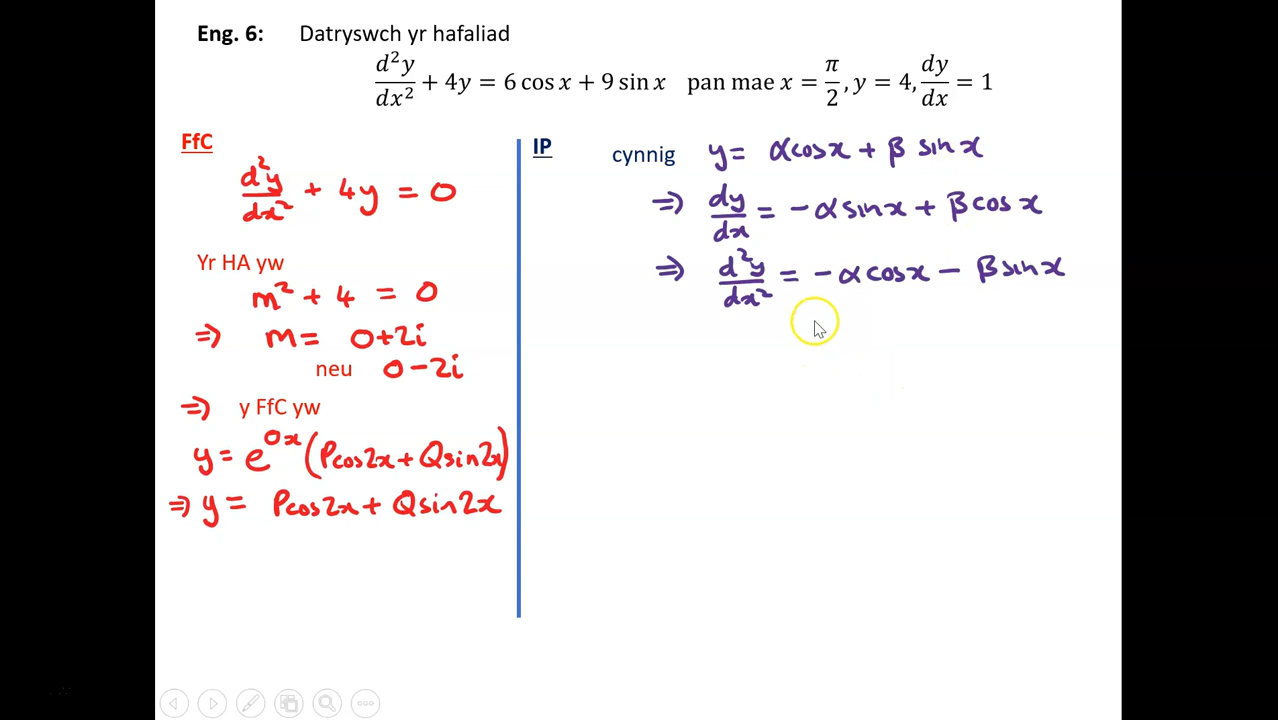 Eng. 6: Datryswch yr hafaliad
d²y/dx² + 4y = 6 cos x + 9 sin x pan mae x = π/2, y = 4, dy/dx = 1
FfC
d²y/dx² + 4y = 0
Yr HA yw
m² + 4 = 0
⇒ m = 0+2i
neu 0-2i
⇒ y FfC yw
y = e^{0x}(Pcos2x + Qsin2x)
⇒ y = Pcos2x + Qsin2x
IP
cynnig y = αcosx + β sinx
⇒ dy/dx = -αsinx + βcosx
⇒ d²y/dx² = -αcosx - βsinx